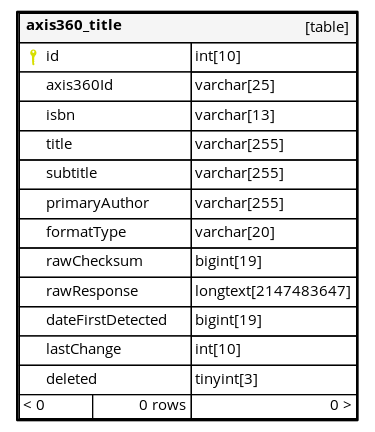 axis360_title [table]
id int[10]
axis360Id varchar[25]
isbn varchar[13]
title varchar[255]
subtitle varchar[255]
primaryAuthor varchar[255]
formatType varchar[20]
rawChecksum bigint[19]
rawResponse longtext[2147483647]
dateFirstDetected bigint[19]
lastChange int[10]
deleted tinyint[3]
< 0 0 rows 0 >